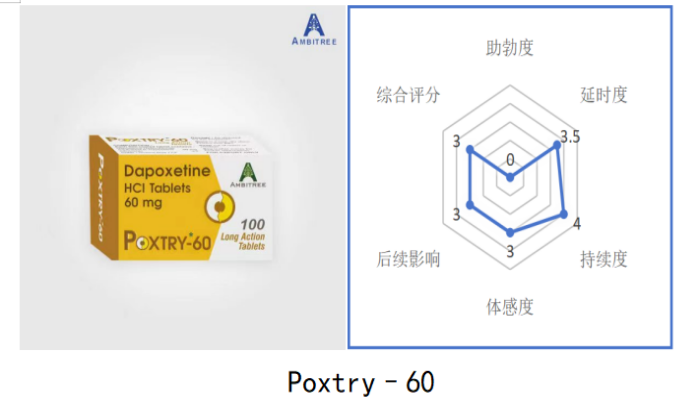 AMBITREE
POXTRY-60
Dapoxetine
HCl Tablets
60 mg
AMBITREE
100
Long Action
Tablets
POXTRY-60
POXTRY-60
助勃度
综合评分
延时度
3
0
3.5
3
4
3
后续影响
持续度
体感度
Poxtry-60